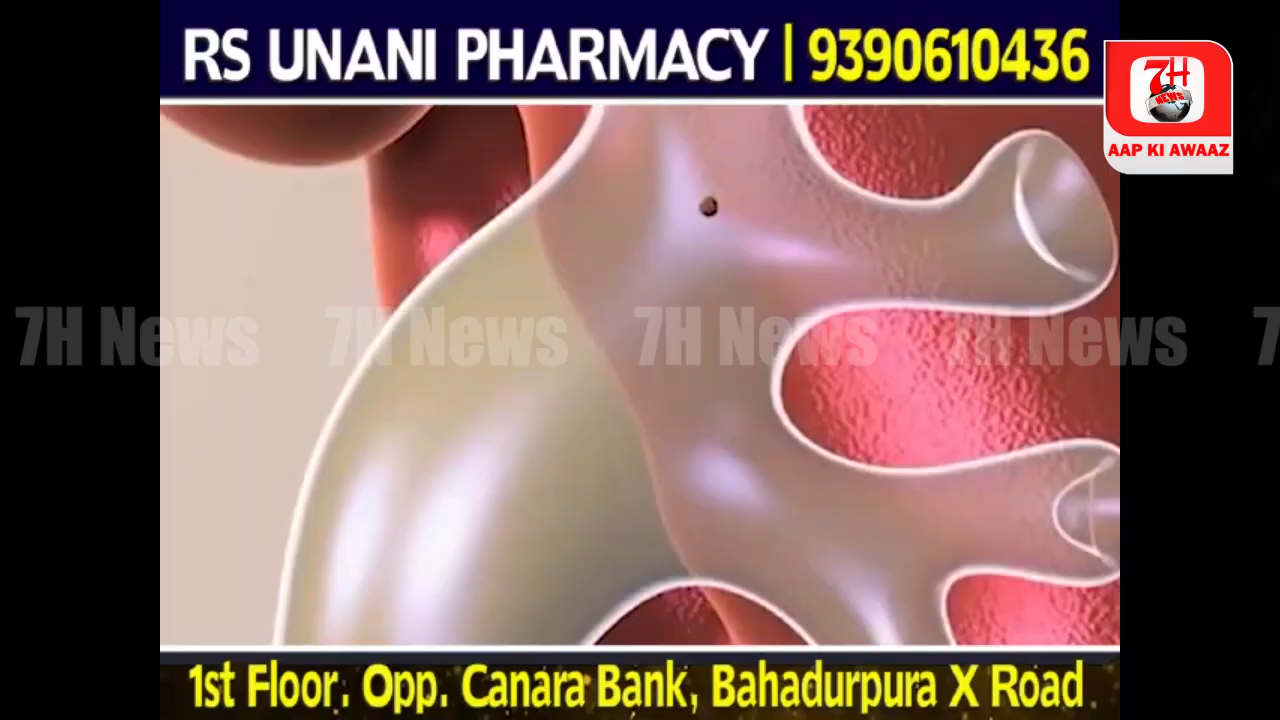 RS UNANI PHARMACY | 9390610436
7H
NEWS
AAP KI AWAAZ
7H News 7H News 7H News 7H News 7
1st Floor. Opp. Canara Bank, Bahadurpura X Road